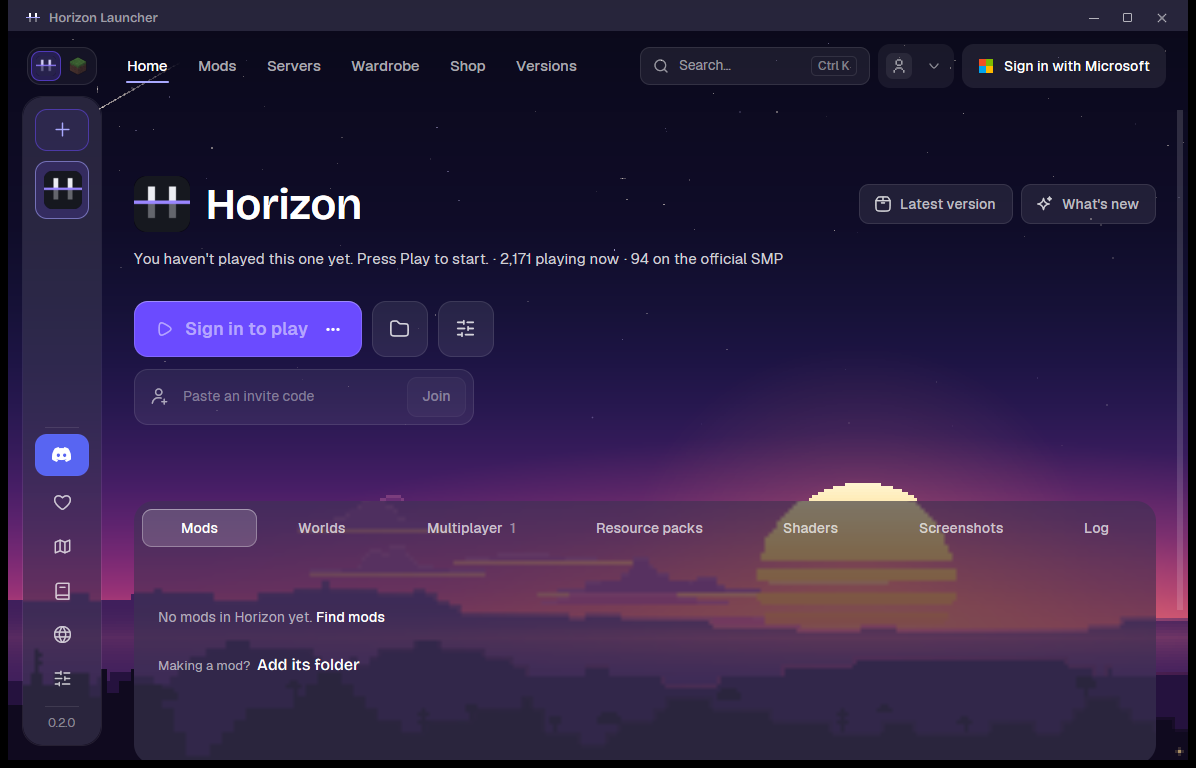 Horizon Launcher
Home Mods Servers Wardrobe Shop Versions Search... Ctrl K Sign in with Microsoft
Horizon Latest version What's new
You haven't played this one yet. Press Play to start. · 2,171 playing now · 94 on the official SMP
Sign in to play ...
Paste an invite code Join
Mods Worlds Multiplayer 1 Resource packs Shaders Screenshots Log
No mods in Horizon yet. Find mods
Making a mod? Add its folder
0.2.0